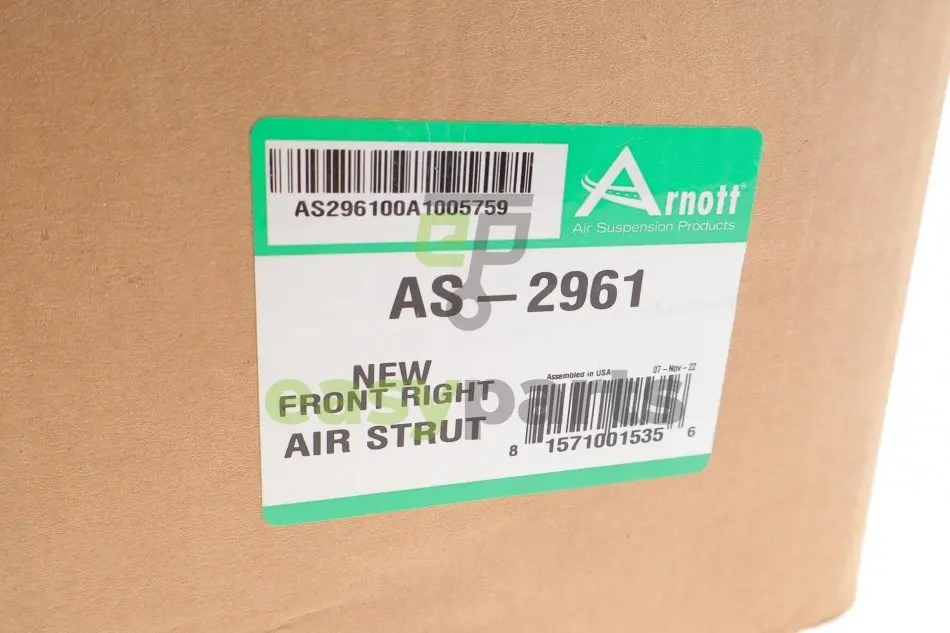 AS296100A1005759
Arnott®
Air Suspension Products
ep
AS-2961
NEW
FRONT RIGHT
AIR STRUT
easyparts
Assembled in USA 07-Nov-22
8 1571001535 6